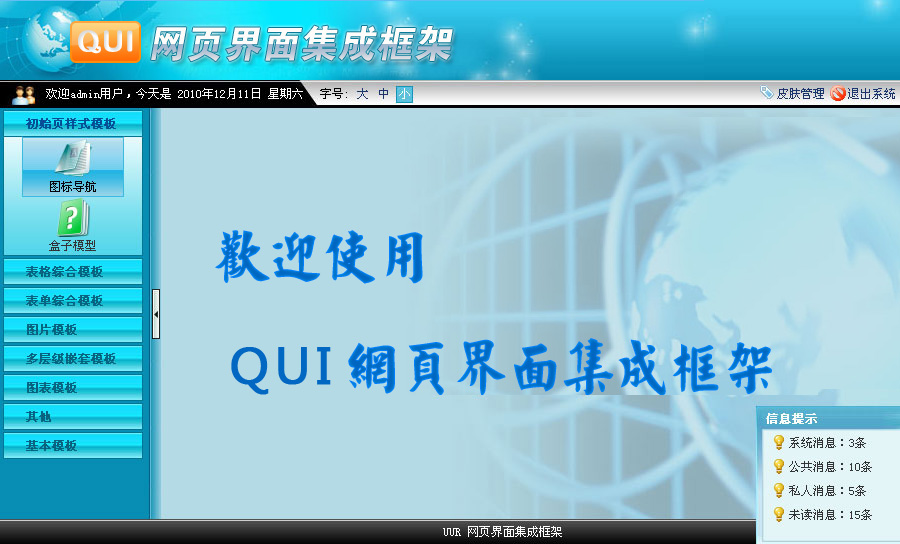 QUI 网页界面集成框架
欢迎admin用户，今天是 2010年12月11日 星期六 字号: 大 中 小 皮肤管理 退出系统
初始页样式模板
图标导航
盒子模型
表格综合模板
表单综合模板
图片模板
多层级嵌套模板
图表模板
其他
基本模板
歡迎使用
QUI 網頁界面集成框架
信息提示
系统消息：3条
公共消息：10条
私人消息：5条
未读消息：15条
UUR 网页界面集成框架